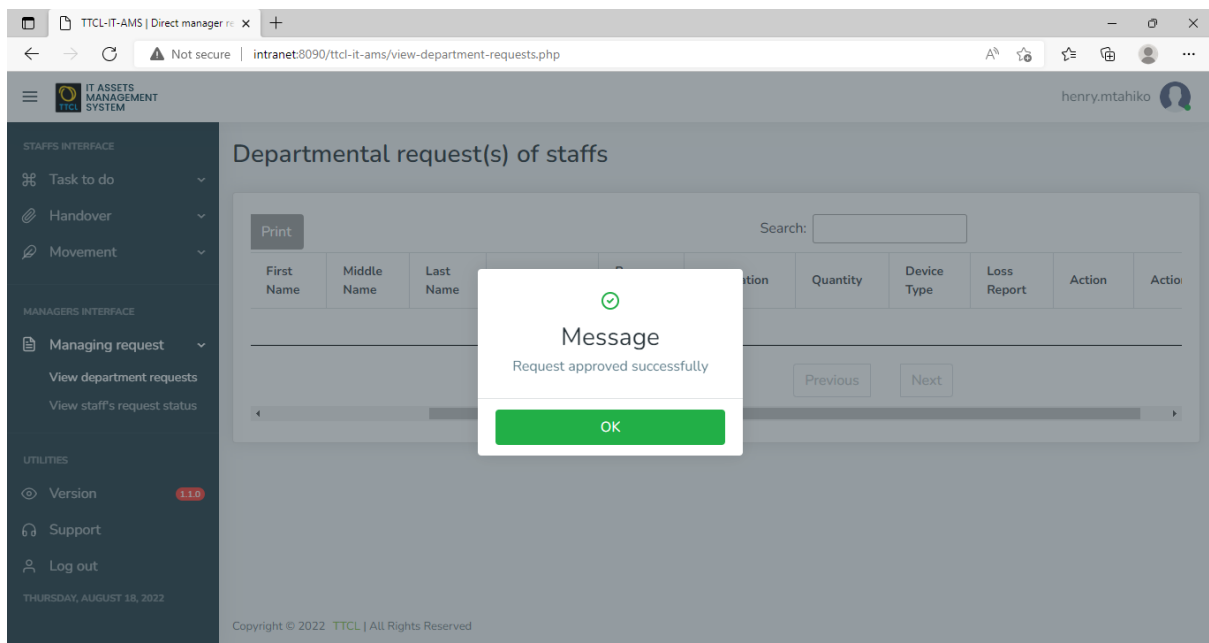 TTCL-IT-AMS | Direct manager re
Not secure | intranet:8090/ttcl-it-ams/view-department-requests.php
TTCL
IT ASSETS
MANAGEMENT
SYSTEM
henry.mtahiko
STAFFS INTERFACE
Task to do
Handover
Movement
MANAGERS INTERFACE
Managing request
View department requests
View staff's request status
UTILITIES
Version 1.1.0
Support
Log out
THURSDAY, AUGUST 18, 2022
Departmental request(s) of staffs
Print
Search:
First Name
Middle Name
Last Name
Quantity
Device Type
Loss Report
Action
Action
Message
Request approved successfully
OK
Previous
Next
Copyright © 2022 TTCL | All Rights Reserved